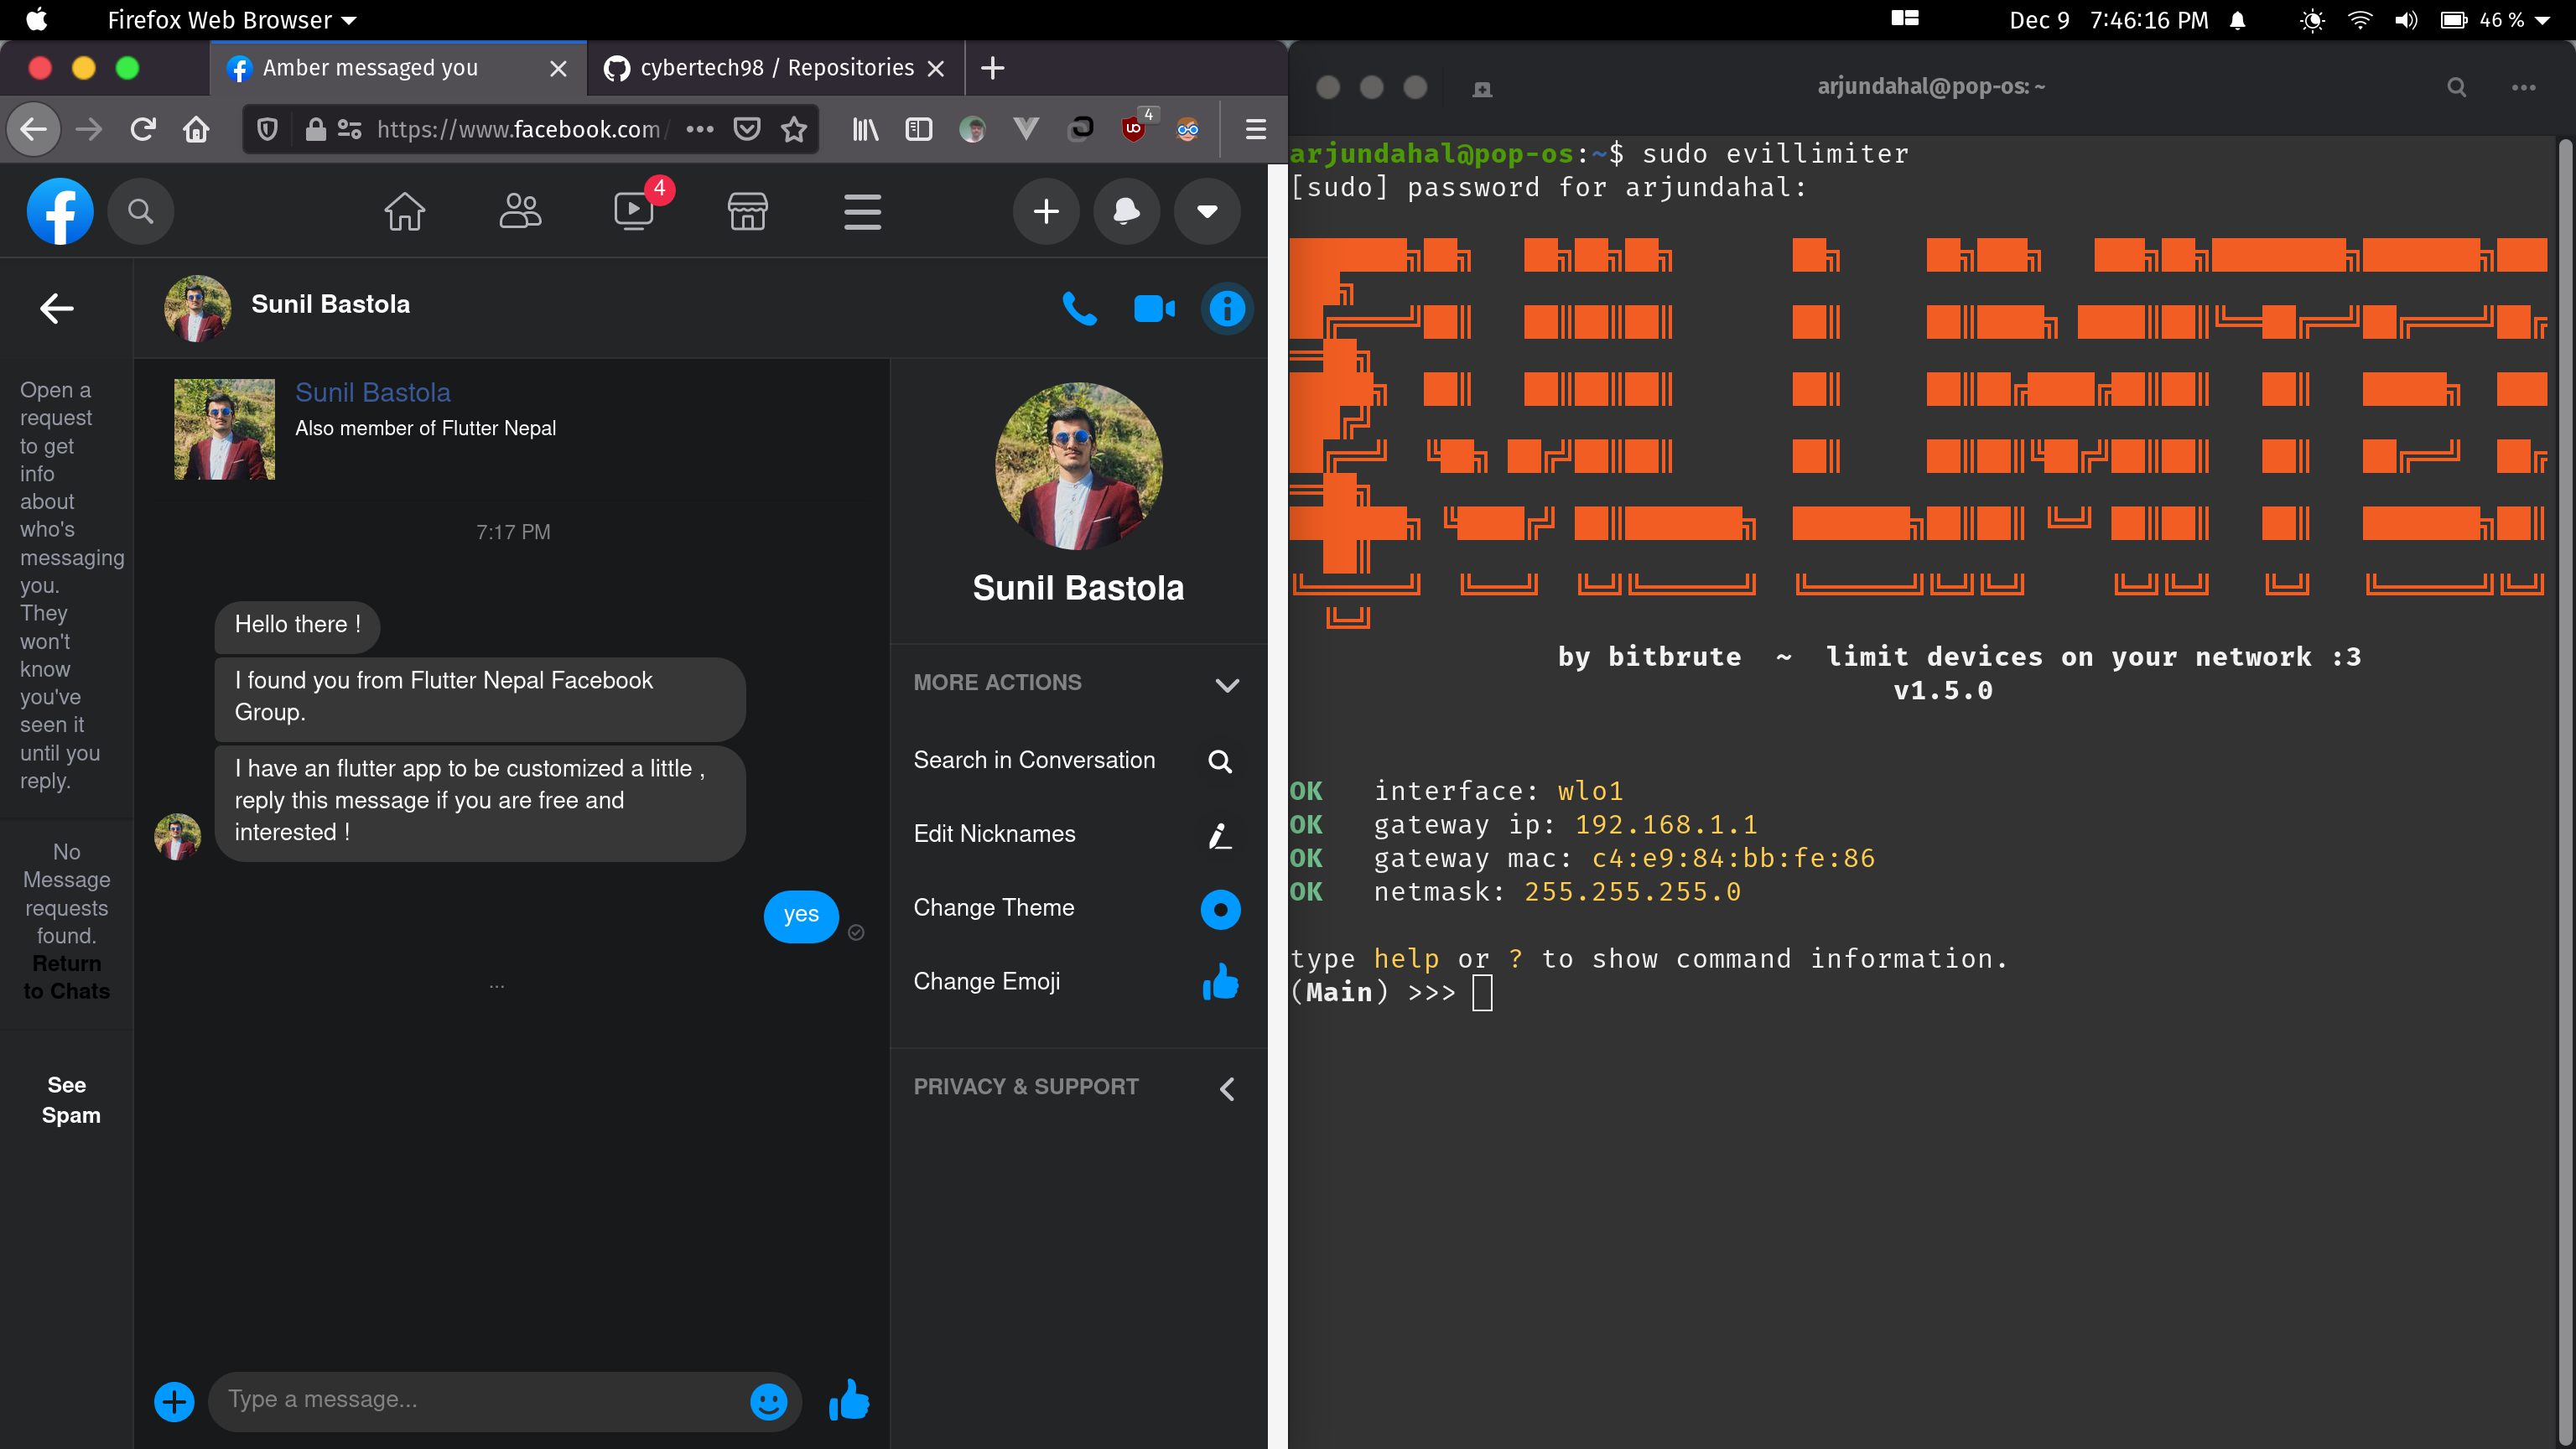 Firefox Web Browser
Dec 9 7:46:16 PM
46 %
Amber messaged you
cybertech98 / Repositories
https://www.facebook.com/
4
4
Sunil Bastola
Open a
request
to get
info
about
who's
messaging
you.
They
won't
know
you've
seen it
until you
reply.
No
Message
requests
found.
Return
to Chats
See
Spam
Sunil Bastola
Also member of Flutter Nepal
7:17 PM
Hello there !
I found you from Flutter Nepal Facebook
Group.
I have an flutter app to be customized a little ,
reply this message if you are free and
interested !
yes
...
Type a message...
Sunil Bastola
MORE ACTIONS
Search in Conversation
Edit Nicknames
Change Theme
Change Emoji
PRIVACY & SUPPORT
arjundahal@pop-os: ~
arjundahal@pop-os:~$ sudo evillimiter
[sudo] password for arjundahal:
by bitbrute ~ limit devices on your network :3
v1.5.0
OK interface: wlo1
OK gateway ip: 192.168.1.1
OK gateway mac: c4:e9:84:bb:fe:86
OK netmask: 255.255.255.0
type help or ? to show command information.
(Main) >>>